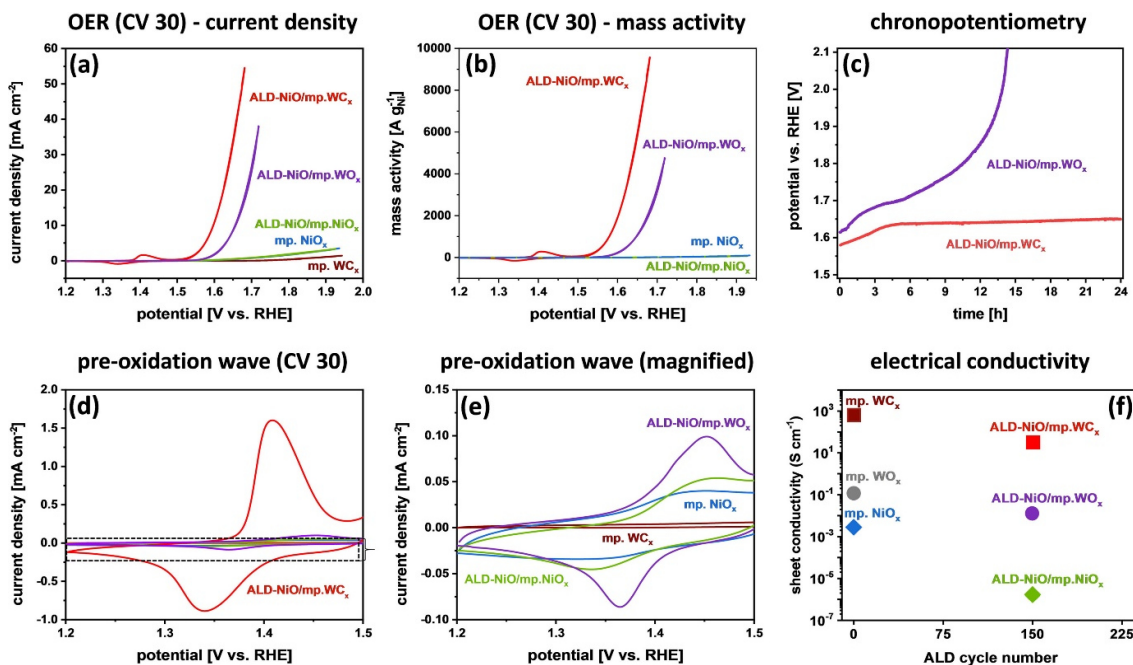 OER (CV 30) - current density
OER (CV 30) - mass activity
chronopotentiometry
(a)
60
50
40
30
20
10
0
current density [mA cm⁻²]
ALD-NiO/mp.WCₓ
ALD-NiO/mp.WOₓ
ALD-NiO/mp.NiOₓ
mp. NiOₓ
mp. WCₓ
1.2 1.3 1.4 1.5 1.6 1.7 1.8 1.9 2.0
potential [V vs. RHE]
(b)
10000
8000
6000
4000
2000
0
mass activity [A g⁻¹Ni]
ALD-NiO/mp.WCₓ
ALD-NiO/mp.WOₓ
mp. NiOₓ
ALD-NiO/mp.NiOₓ
1.2 1.3 1.4 1.5 1.6 1.7 1.8 1.9
potential [V vs. RHE]
(c)
2.1
2.0
1.9
1.8
1.7
1.6
1.5
potential vs. RHE [V]
ALD-NiO/mp.WOₓ
ALD-NiO/mp.WCₓ
0 3 6 9 12 15 18 21 24
time [h]
pre-oxidation wave (CV 30)
pre-oxidation wave (magnified)
electrical conductivity
(d)
2.0
1.5
1.0
0.5
0.0
-0.5
-1.0
current density [mA cm⁻²]
ALD-NiO/mp.WCₓ
1.2 1.3 1.4 1.5
potential [V vs. RHE]
(e)
0.15
0.10
0.05
0.00
-0.05
-0.10
current density [mA cm⁻²]
ALD-NiO/mp.WOₓ
mp. NiOₓ
mp. WCₓ
ALD-NiO/mp.NiOₓ
1.2 1.3 1.4 1.5
potential [V vs. RHE]
(f)
10³
10¹
10⁻¹
10⁻³
10⁻⁵
10⁻⁶
10⁻⁷
sheet conductivity (S cm⁻¹)
mp. WCₓ
ALD-NiO/mp.WCₓ
mp. WOₓ
ALD-NiO/mp.WOₓ
mp. NiOₓ
ALD-NiO/mp.NiOₓ
0 75 150 225
ALD cycle number